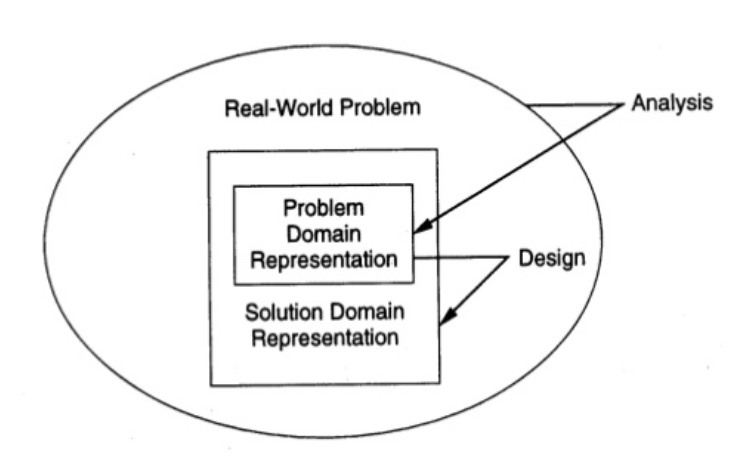 Real-World Problem
Analysis
Problem
Domain
Representation
Design
Solution Domain
Representation